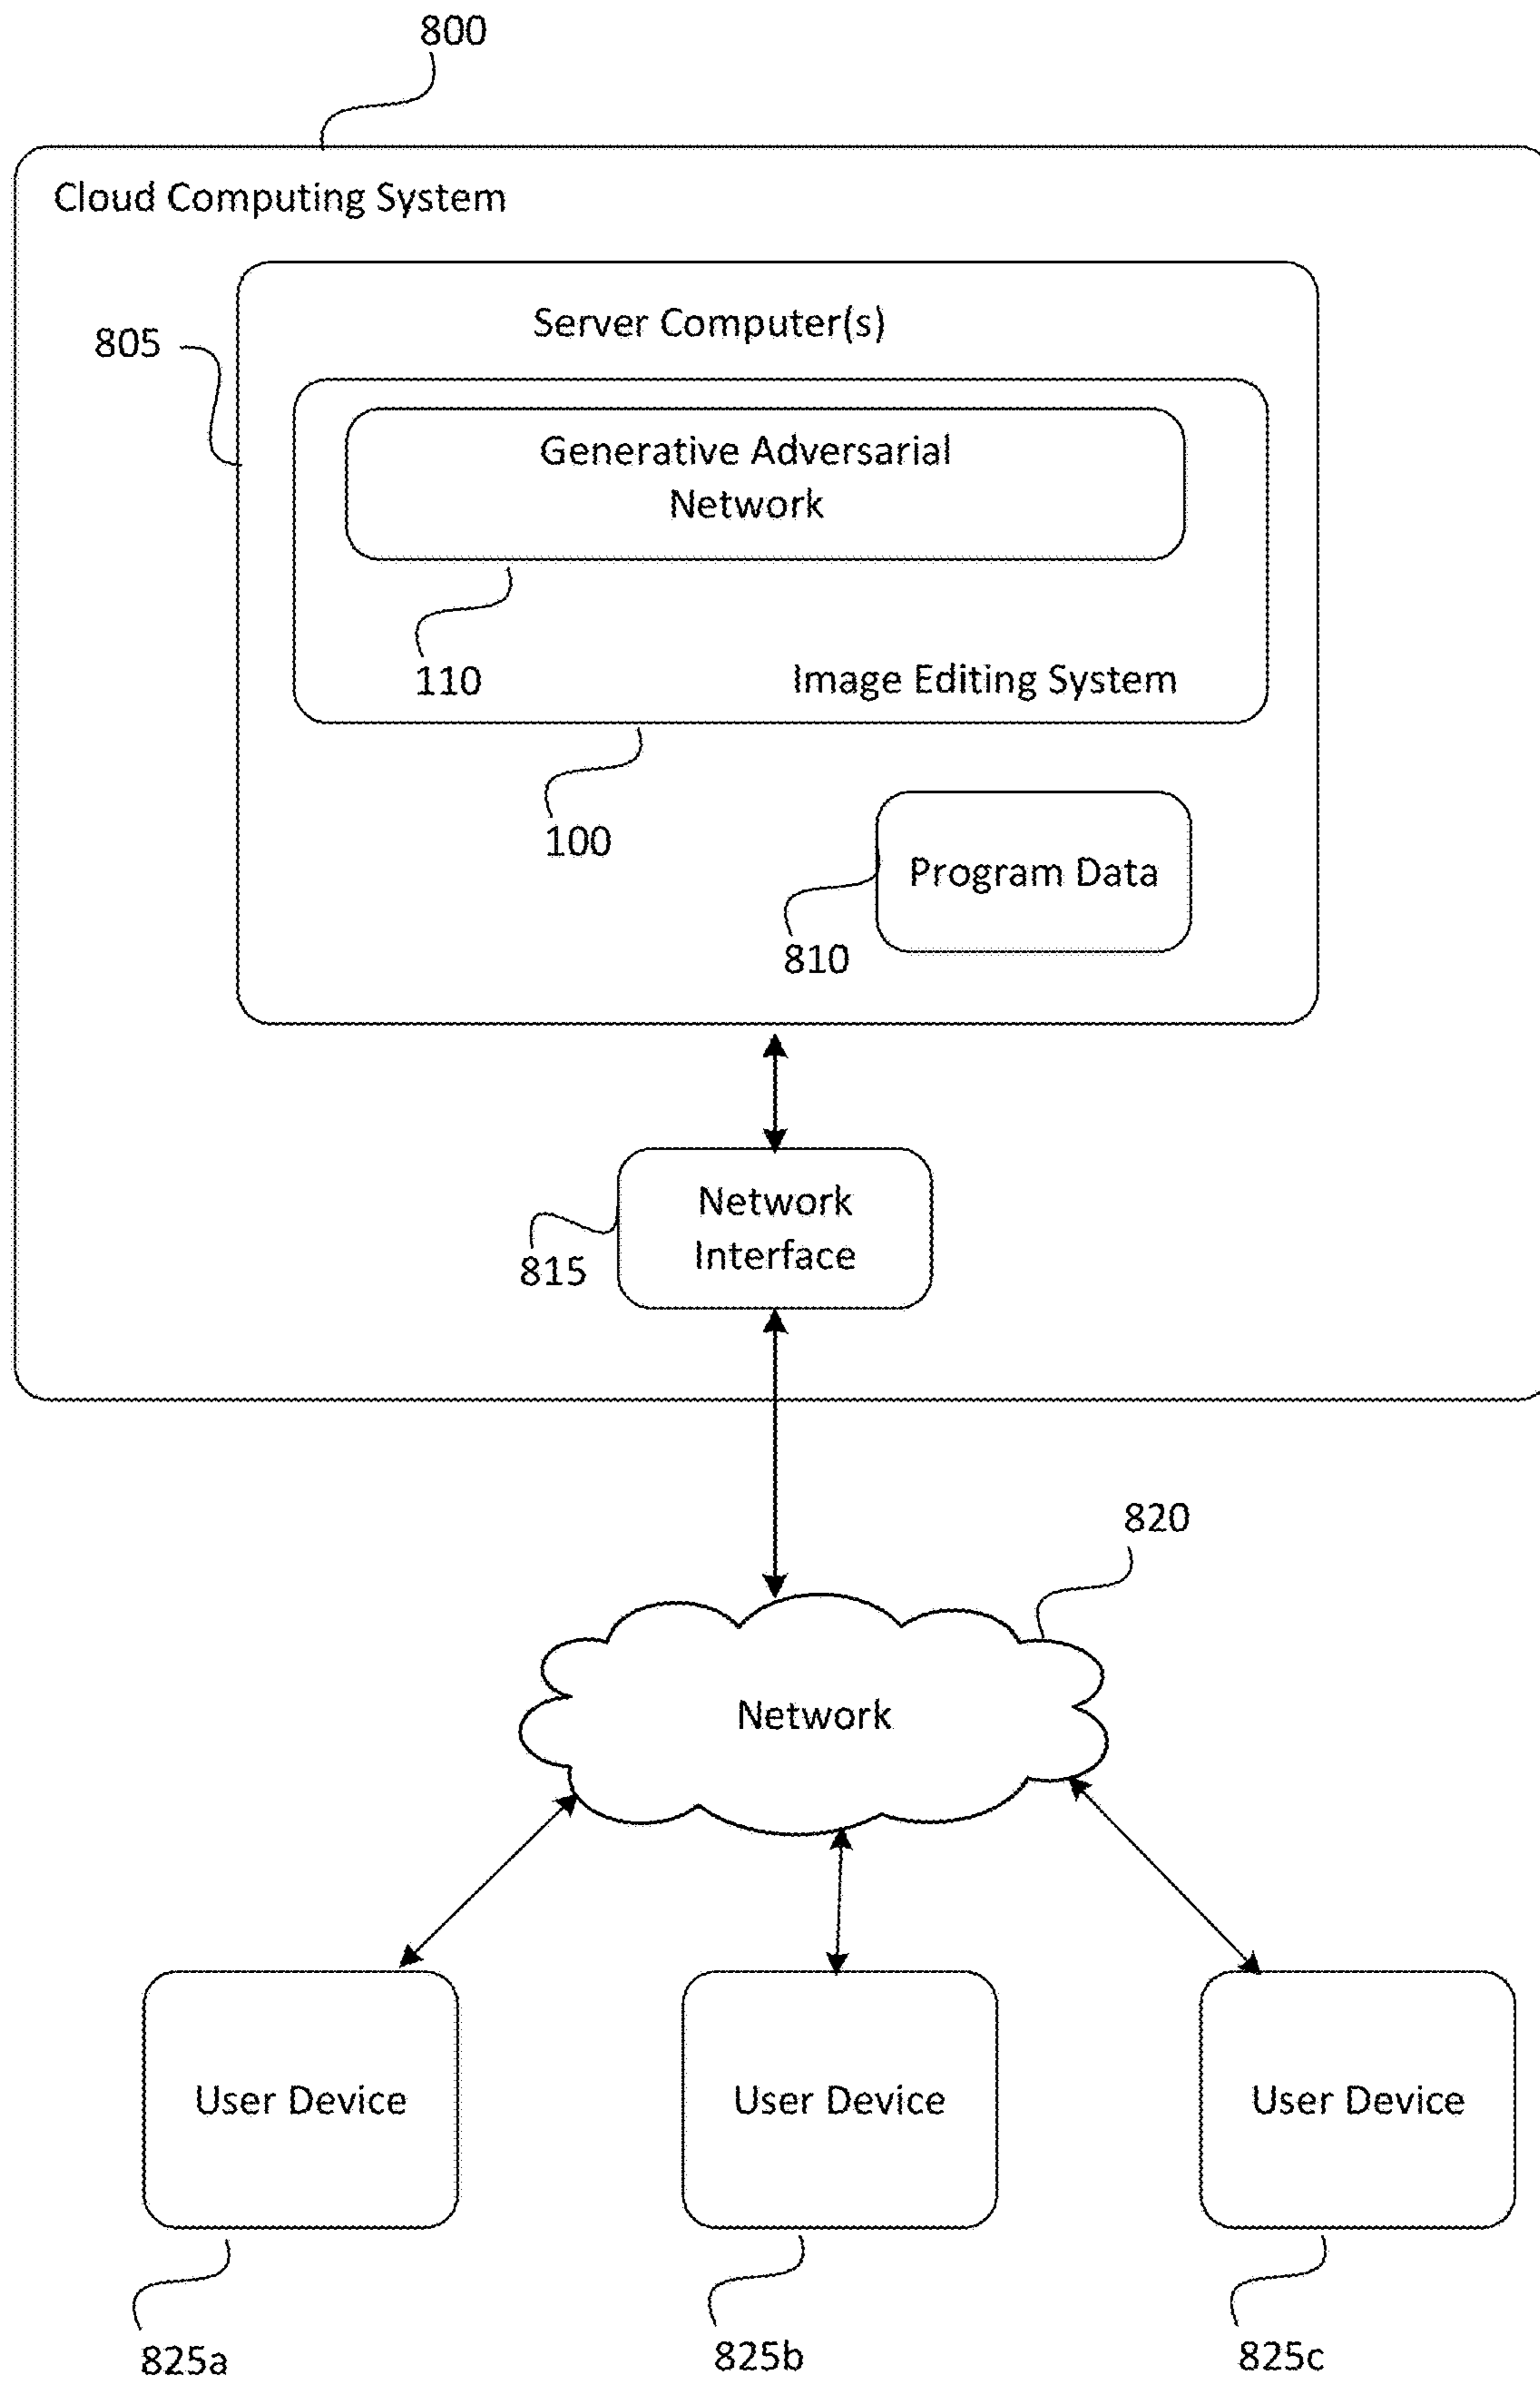 800
Cloud Computing System
Server Computer(s)
805
Generative Adversarial
Network
110
Image Editing System
100
Program Data
810
Network
Interface
815
820
Network
User Device
User Device
User Device
825a
825b
825c